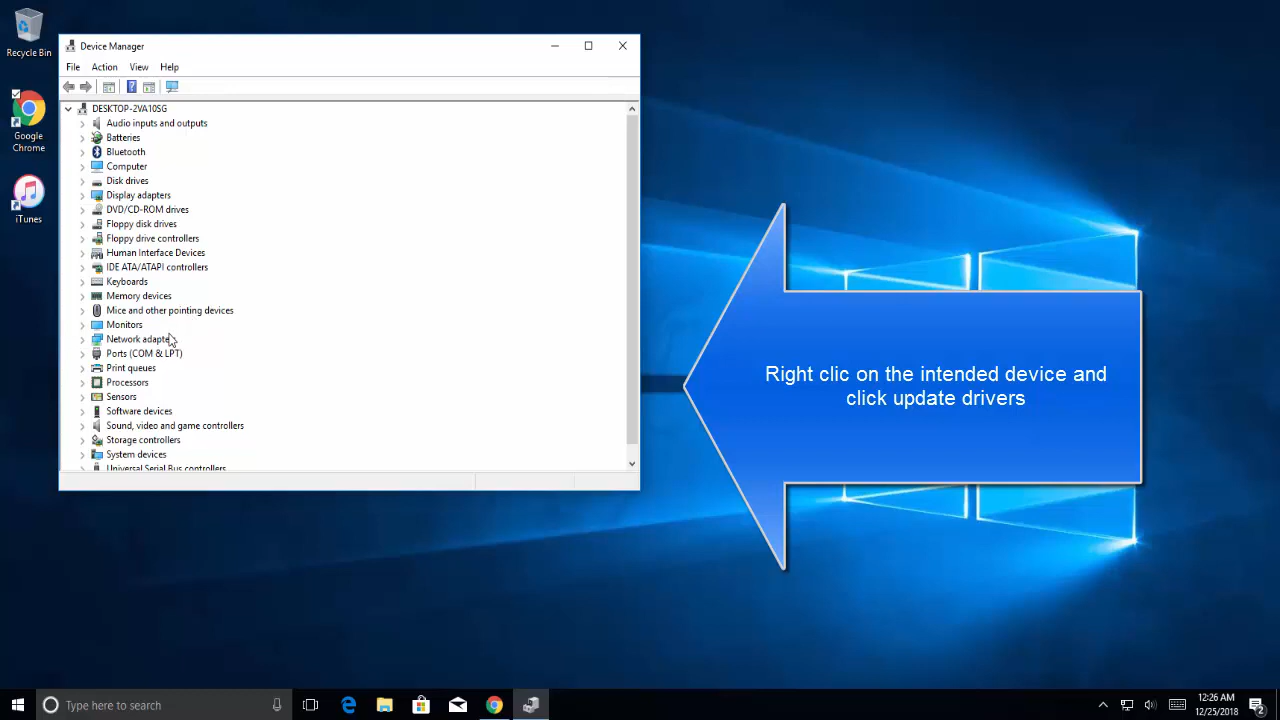 Recycle Bin
Google
Chrome
iTunes
Device Manager
File Action View Help
DESKTOP-2VA10SG
Audio inputs and outputs
Batteries
Bluetooth
Computer
Disk drives
Display adapters
DVD/CD-ROM drives
Floppy disk drives
Floppy drive controllers
Human Interface Devices
IDE ATA/ATAPI controllers
Keyboards
Memory devices
Mice and other pointing devices
Monitors
Network adapte
Ports (COM & LPT)
Print queues
Processors
Sensors
Software devices
Sound, video and game controllers
Storage controllers
System devices
Universal Serial Bus controllers
Right clic on the intended device and
click update drivers
Type here to search
12:26 AM
12/25/2018
2